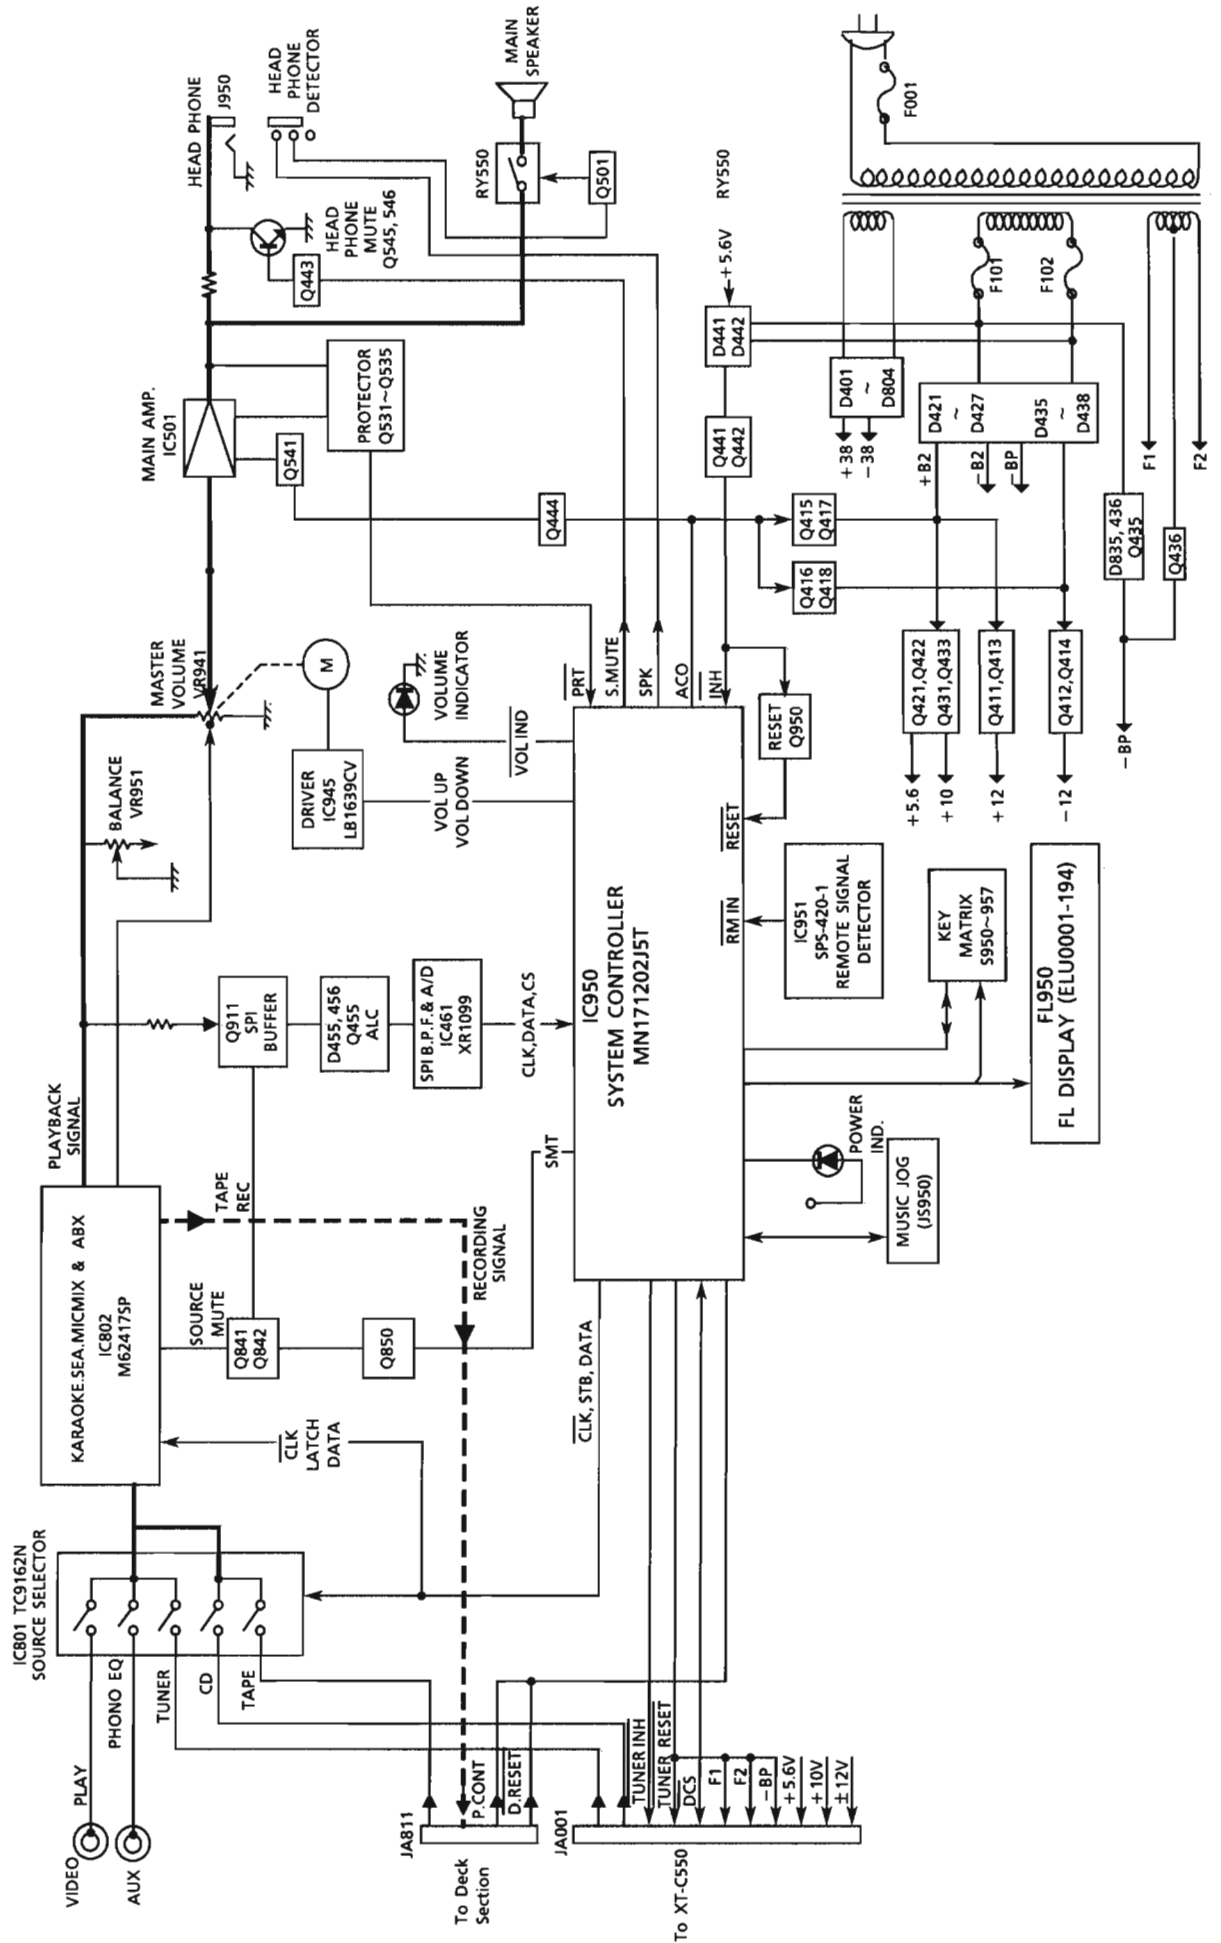 IC801 TC9162N
SOURCE SELECTOR
VIDEO
PLAY
AUX
PHONO EQ
TUNER
CD
TAPE
KARAOKE.SEA.MICMIX & ABX
IC802
M62417SP
CLK
LATCH
DATA
PLAYBACK
SIGNAL
SOURCE
MUTE
Q841
Q842
Q850
TAPE
REC
RECORDING
SIGNAL
SMT
Q911
SPI
BUFFER
D455, 456
Q455
ALC
SPI B.P.F. & A/D
IC461
XR1099
CLK,DATA,CS
BALANCE
VR951
MASTER
VOLUME
VR941
M
DRIVER
IC945
LB1639CV
VOL UP
VOL DOWN
VOLUME
INDICATOR
VOL IND
MAIN AMP.
IC501
Q541
PROTECTOR
Q531~Q535
HEAD PHONE
J950
HEAD
PHONE
DETECTOR
HEAD
PHONE
MUTE
Q545, 546
Q443
MAIN
SPEAKER
RY550
Q501
Q444
PRT
S.MUTE
SPK
ACO
INH
IC950
SYSTEM CONTROLLER
MN171202J5T
CLK, STB, DATA
RESET
RM IN
RESET
Q950
IC951
SPS-420-1
REMOTE SIGNAL
DETECTOR
KEY
MATRIX
S950~957
FL950
FL DISPLAY (ELU0001-194)
POWER
IND.
MUSIC JOG
(JS950)
RY550
+5.6V
D441
D442
Q441
Q442
Q415
Q417
Q416
Q418
D401
~
D804
+38
-38
D421
~
D427
D435
~
D438
+B2
-B2
-BP
F001
F101
F102
F1
F2
D835, 436
Q435
Q436
-BP
Q421,Q422
Q431,Q433
Q411,Q413
Q412,Q414
+5.6
+10
+12
-12
JA811
To Deck
Section
P.CONT
D.RESET
JA001
To XT-C550
TUNER INH
TUNER RESET
DCS
F1
F2
-BP
+5.6V
+10V
±12V